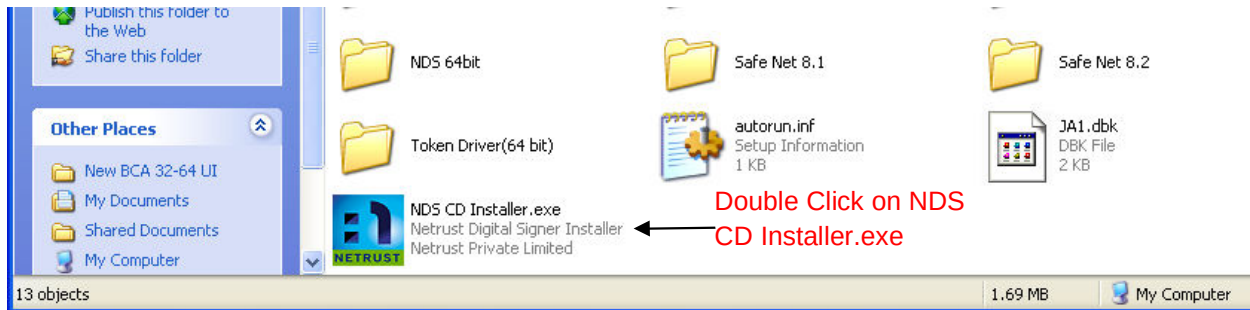 Publish this folder to
the Web
Share this folder
Other Places
New BCA 32-64 UI
My Documents
Shared Documents
My Computer
NDS 64bit
Safe Net 8.1
Safe Net 8.2
Token Driver(64 bit)
autorun.inf
Setup Information
1 KB
JA1.dbk
DBK File
2 KB
NETRUST
NDS CD Installer.exe
Netrust Digital Signer Installer
Netrust Private Limited
Double Click on NDS
CD Installer.exe
13 objects
1.69 MB
My Computer